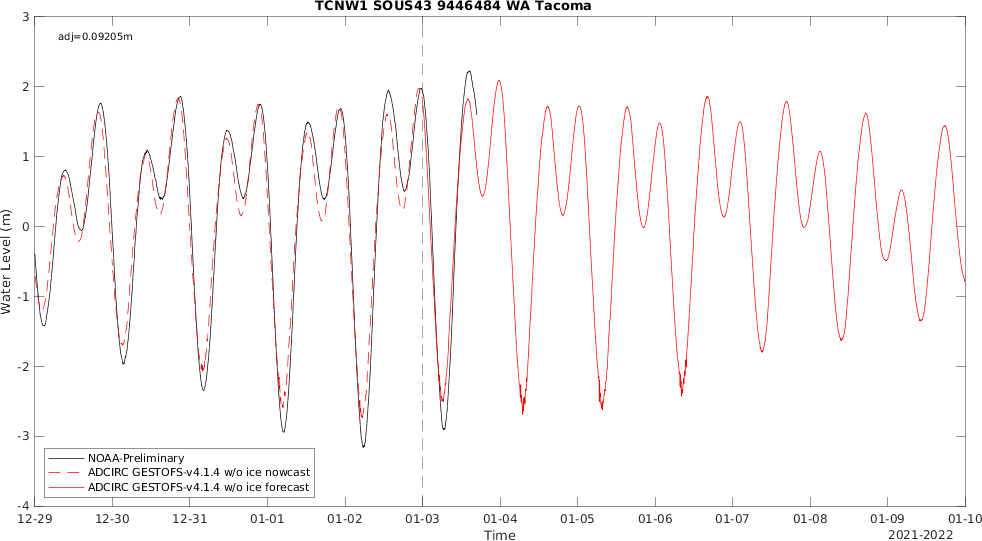 TCNW1 SOUS43 9446484 WA Tacoma
adj=0.09205m
3
2
1
0
-1
-2
-3
-4
Water Level (m)
NOAA-Preliminary
ADCIRC GESTOFS-v4.1.4 w/o ice nowcast
ADCIRC GESTOFS-v4.1.4 w/o ice forecast
12-29 12-30 12-31 01-01 01-02 01-03 01-04 01-05 01-06 01-07 01-08 01-09 01-10
Time
2021-2022